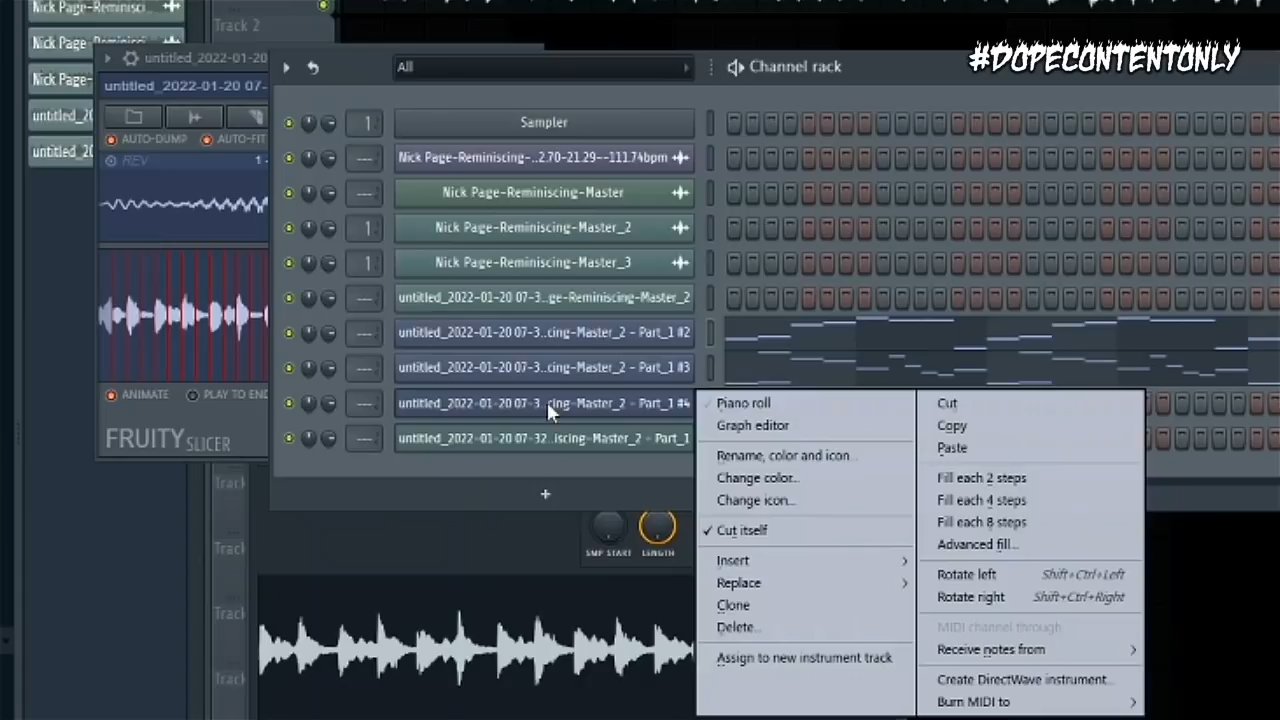 Nick Page-Reminisci..
Track 2
Nick Page-Reminisci..
#DOPECONTENTONLY
untitled_2022-01-20
All
Channel rack
Nick Page-
untitled_2022-01-20 07-
untitled_20
Sampler
1
AUTO-DUMP
AUTO-FIT
untitled_20
Nick Page-Reminiscing-..2.70-21.29--111.74bpm
---
REV
1
Nick Page-Reminiscing-Master
---
Nick Page-Reminiscing-Master_2
1
Nick Page-Reminiscing-Master_3
1
untitled_2022-01-20 07-3..ge-Reminiscing-Master_2
---
untitled_2022-01-20 07-3..cing-Master_2 - Part_1 #2
---
untitled_2022-01-20 07-3..cing-Master_2 - Part_1 #3
---
ANIMATE
PLAY TO END
untitled_2022-01-20 07-3..cing-Master_2 - Part_1 #4
---
FRUITY SLICER
untitled_2022-01-20 07-32..iscing-Master_2 - Part_1
---
+
Track
Track
Track
Track
SMP START
LENGTH
Piano roll
Graph editor
Rename, color and icon...
Change color...
Change icon...
Cut itself
Insert
Replace
Clone
Delete...
Assign to new instrument track
Cut
Copy
Paste
Fill each 2 steps
Fill each 4 steps
Fill each 8 steps
Advanced fill...
Rotate left Shift+Ctrl+Left
Rotate right Shift+Ctrl+Right
MIDI channel through
Receive notes from
Create DirectWave instrument...
Burn MIDI to